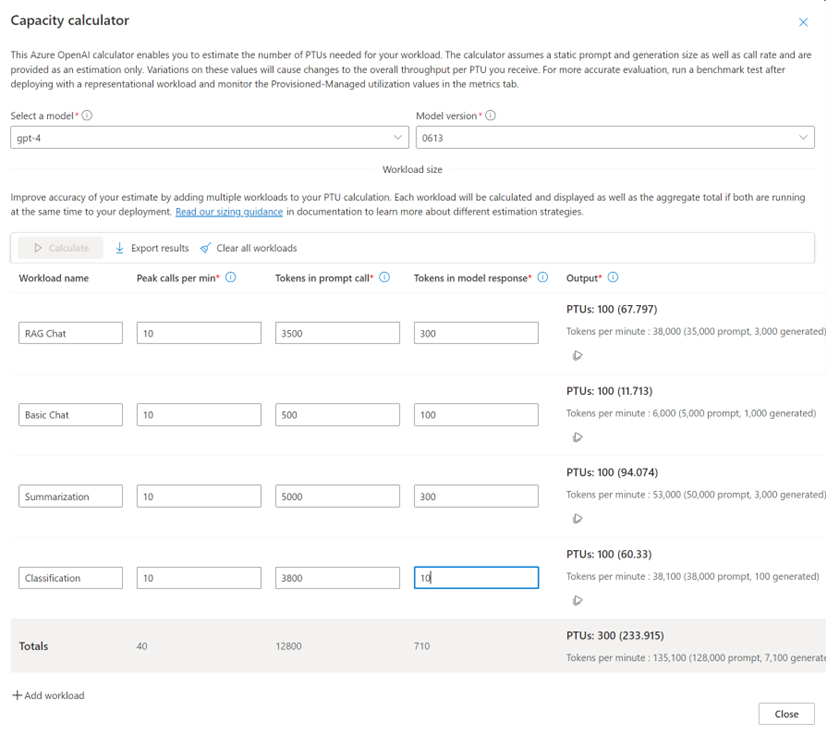 Capacity calculator
This Azure OpenAI calculator enables you to estimate the number of PTUs needed for your workload. The calculator assumes a static prompt and generation size as well as call rate and are
provided as an estimation only. Variations on these values will cause changes to the overall throughput per PTU you receive. For more accurate evaluation, run a benchmark test after
deploying with a representational workload and monitor the Provisioned-Managed utilization values in the metrics tab.
Select a model* Model version*
gpt-4 0613
Workload size
Improve accuracy of your estimate by adding multiple workloads to your PTU calculation. Each workload will be calculated and displayed as well as the aggregate total if both are running
at the same time to your deployment. Read our sizing guidance in documentation to learn more about different estimation strategies.
Calculate Export results Clear all workloads
Workload name Peak calls per min* Tokens in prompt call* Tokens in model response* Output*
PTUs: 100 (67.797)
RAG Chat 10 3500 300 Tokens per minute : 38,000 (35,000 prompt, 3,000 generated)
PTUs: 100 (11.713)
Basic Chat 10 500 100 Tokens per minute : 6,000 (5,000 prompt, 1,000 generated)
PTUs: 100 (94.074)
Summarization 10 5000 300 Tokens per minute : 53,000 (50,000 prompt, 3,000 generated)
PTUs: 100 (60.33)
Classification 10 3800 10 Tokens per minute : 38,100 (38,000 prompt, 100 generated)
PTUs: 300 (233.915)
Totals 40 12800 710 Tokens per minute : 135,100 (128,000 prompt, 7,100 generate
+ Add workload
Close